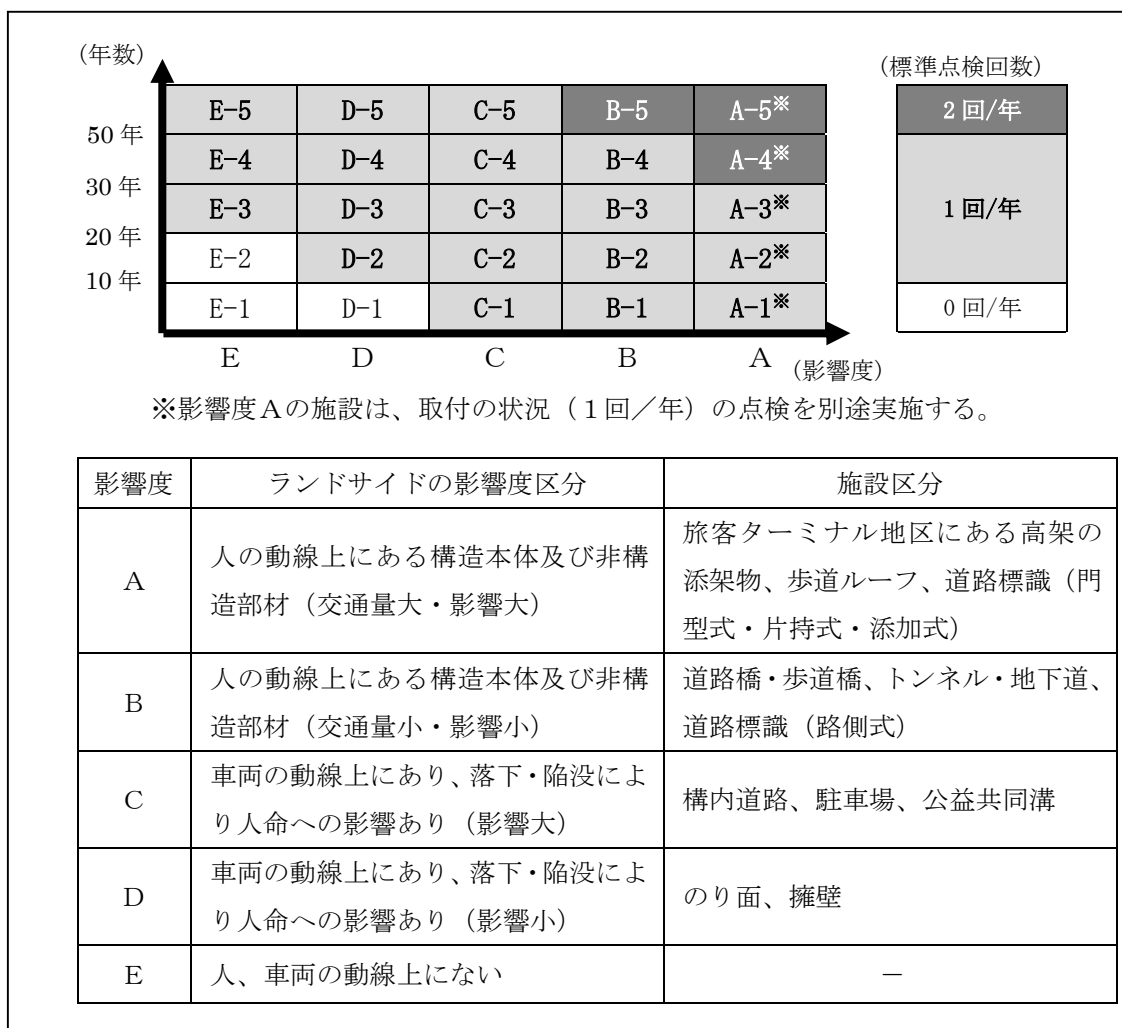 (年数)
(標準点検回数)
E-5 D-5 C-5 B-5 A-5※ 2回/年
50年
E-4 D-4 C-4 B-4 A-4※
30年
E-3 D-3 C-3 B-3 A-3※ 1回/年
20年
E-2 D-2 C-2 B-2 A-2※
10年
E-1 D-1 C-1 B-1 A-1※ 0回/年
E D C B A (影響度)
※影響度Aの施設は、取付の状況(1回/年)の点検を別途実施する。
影響度 ランドサイドの影響度区分 施設区分
A
人の動線上にある構造本体及び非構
造部材(交通量大・影響大)
旅客ターミナル地区にある高架の
添架物、歩道ルーフ、道路標識(門
型式・片持式・添加式)
B
人の動線上にある構造本体及び非構
造部材(交通量小・影響小)
道路橋・歩道橋、トンネル・地下道、
道路標識(路側式)
C
車両の動線上にあり、落下・陥没によ
り人命への影響あり(影響大)
構内道路、駐車場、公益共同溝
D
車両の動線上にあり、落下・陥没によ
り人命への影響あり(影響小)
のり面、擁壁
E 人、車両の動線上にない -